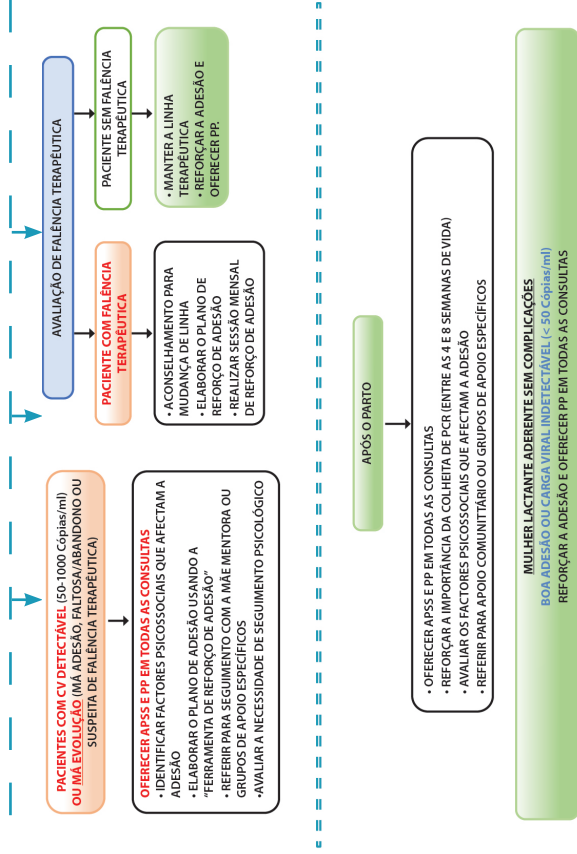 PACIENTES COM CV DETECTÁVEL (50-1000 Cópias/ml)
OU MÁ EVOLUÇÃO (MÁ ADESÃO, FALTOSA/ABANDONO OU
SUSPEITA DE FALÊNCIA TERAPÊUTICA)
OFERECER APSS E PP EM TODAS AS CONSULTAS
• IDENTIFICAR FACTORES PSICOSSOCIAIS QUE AFECTAM A
ADESÃO
• ELABORAR O PLANO DE ADESÃO USANDO A
“FERRAMENTA DE REFORÇO DE ADESÃO”
• REFERIR PARA SEGUIMENTO COM A MÃE MENTORA OU
GRUPOS DE APOIO ESPECÍFICOS
• AVALIAR A NECESSIDADE DE SEGUIMENTO PSICOLÓGICO
AVALIAÇÃO DE FALÊNCIA TERAPÊUTICA
PACIENTE COM FALÊNCIA
TERAPÊUTICA
• ACONSELHAMENTO PARA
MUDANÇA DE LINHA
• ELABORAR O PLANO DE
REFORÇO DE ADESÃO
• REALIZAR SESSÃO MENSAL
DE REFORÇO DE ADESÃO
PACIENTE SEM FALÊNCIA
TERAPÊUTICA
• MANTER A LINHA
TERAPÊUTICA
• REFORÇAR A ADESÃO E
OFERECER PP.
APÓS O PARTO
• OFERECER APSS E PP EM TODAS AS CONSULTAS
• REFORÇAR A IMPORTÂNCIA DA COLHEITA DE PCR (ENTRE AS 4 E 8 SEMANAS DE VIDA)
• AVALIAR OS FACTORES PSICOSSOCIAIS QUE AFECTAM A ADESÃO
• REFERIR PARA APOIO COMUNITTÁRIO OU GRUPOS DE APOIO ESPECÍFICOS
MULHER LACTANTE ADERENTE SEM COMPLICAÇÕES
BOA ADESÃO OU CARGA VIRAL INDETECTÁVEL (< 50 Cópias/ml)
REFORÇAR A ADESÃO E OFERECER PP EM TODAS AS CONSULTAS